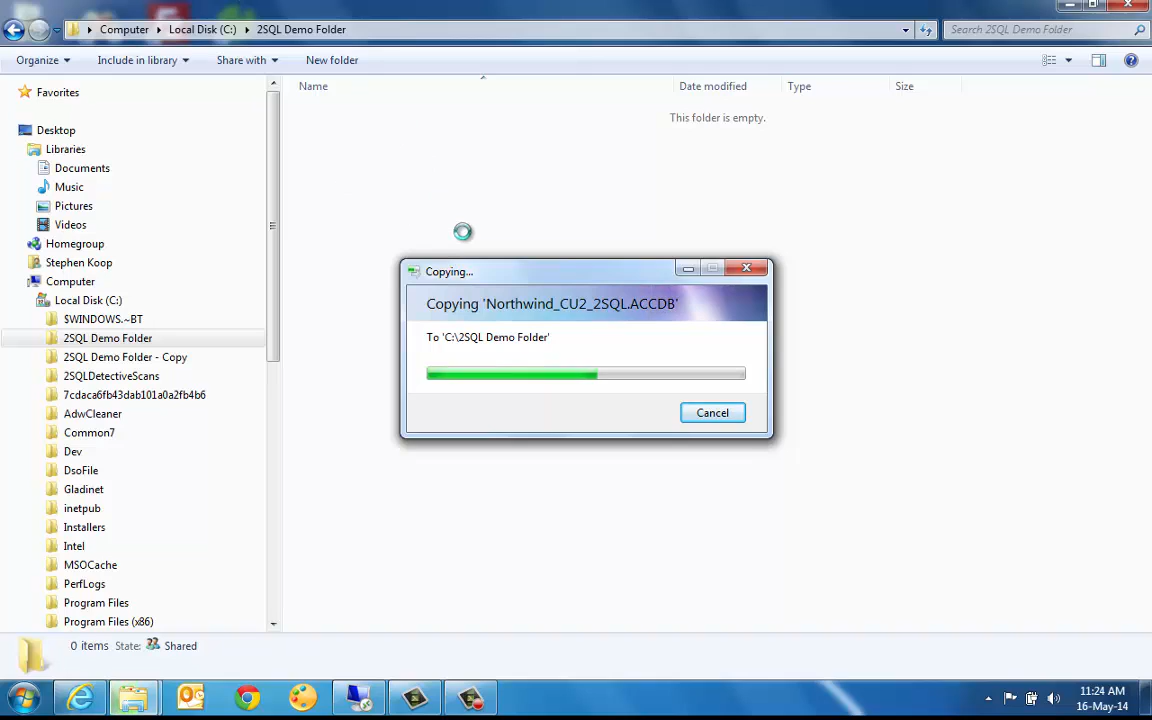 Computer Local Disk (C:) 2SQL Demo Folder
Search 2SQL Demo Folder
Organize Include in library Share with New folder
Name Date modified Type Size
This folder is empty.
Favorites
Desktop
Libraries
Documents
Music
Pictures
Videos
Homegroup
Stephen Koop
Computer
Local Disk (C:)
$WINDOWS.~BT
2SQL Demo Folder
2SQL Demo Folder - Copy
2SQLDetectiveScans
7cdaca6fb43dab101a0a2fb4b6
AdwCleaner
Common7
Dev
DsoFile
Gladinet
inetpub
Installers
Intel
MSOCache
PerfLogs
Program Files
Program Files (x86)
Copying...
Copying 'Northwind_CU2_2SQL.ACCDB'
To 'C:\2SQL Demo Folder'
Cancel
0 items State: Shared
11:24 AM
16-May-14